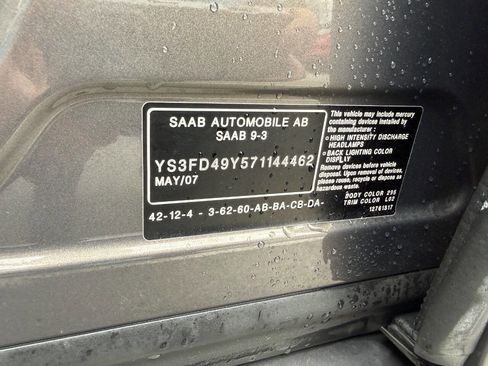 SAAB AUTOMOBILE AB
SAAB 9-3
YS3FD49Y571144462
MAY/07
42-12-4 - 3-62-60-AB-BA-CB-DA-
This vehicle may include mercury
containing devices installed by
the manufacturer:
• HIGH INTENSITY DISCHARGE
HEADLAMPS
• BACK LIGHTING COLOR
DISPLAY
Remove devices before vehicle
disposal. Upon removal of devices
please reuse, recycle or dispose as
hazardous waste.
BODY COLOR 295
TRIM COLOR L02
12761317